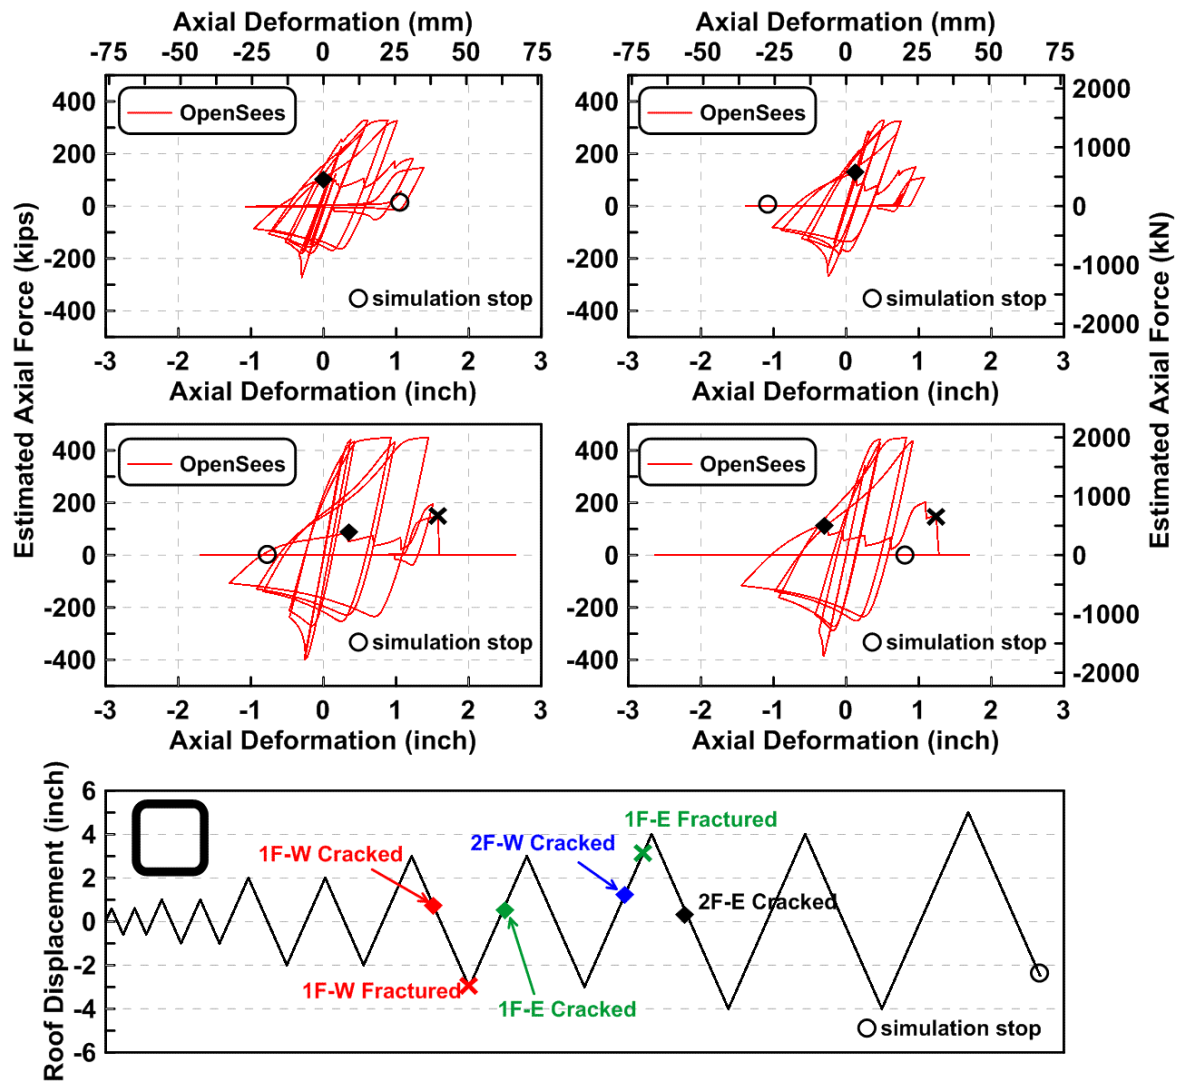 Axial Deformation (mm)
Axial Deformation (mm)
-75 -50 -25 0 25 50 75
-75 -50 -25 0 25 50 75
Estimated Axial Force (kips)
Estimated Axial Force (kN)
400
200
0
-200
-400
OpenSees
simulation stop
-3 -2 -1 0 1 2 3
Axial Deformation (inch)
400
200
0
-200
-400
OpenSees
simulation stop
2000
1000
0
-1000
-2000
-3 -2 -1 0 1 2 3
Axial Deformation (inch)
400
200
0
-200
-400
OpenSees
simulation stop
-3 -2 -1 0 1 2 3
Axial Deformation (inch)
400
200
0
-200
-400
OpenSees
simulation stop
2000
1000
0
-1000
-2000
-3 -2 -1 0 1 2 3
Axial Deformation (inch)
Roof Displacement (inch)
6
4
2
0
-2
-4
-6
1F-E Fractured
2F-W Cracked
1F-W Cracked
2F-E Cracked
1F-W Fractured
1F-E Cracked
simulation stop